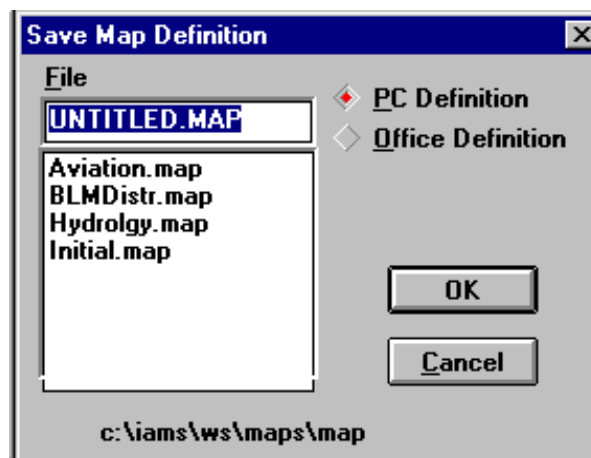 Save Map Definition
File
UNTITLED.MAP
PC Definition
Office Definition
Aviation.map
BLMDistr.map
Hydrolgy.map
Initial.map
OK
Cancel
c:\iams\ws\maps\map